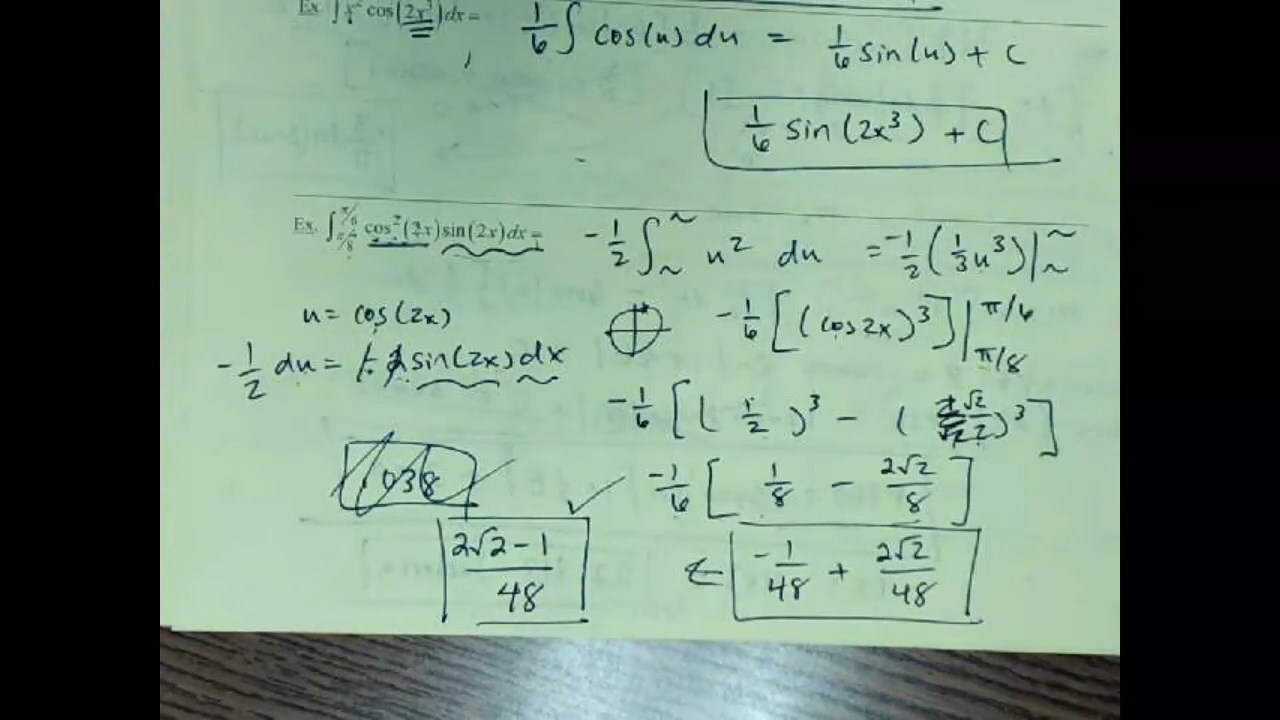 Ex. ∫ x² cos(2x³)dx = 1/6 ∫ cos(u) du = 1/6 sin(u) + C
1/6 sin(2x³) + C
Ex. ∫_{π/8}^{π/6} cos²(2x)sin(2x)dx = -1/2 ∫_~^~ u² du = -1/2 (1/3 u³)|_~^~
u = cos(2x)
-1/6 [(cos2x)³]|_{π/8}^{π/6}
-1/2 du = sin(2x) dx
-1/6 [(1/2)³ - (√2/2)³]
.038
-1/6 [1/8 - 2√2/8]
2√2-1/48 ← -1/48 + 2√2/48